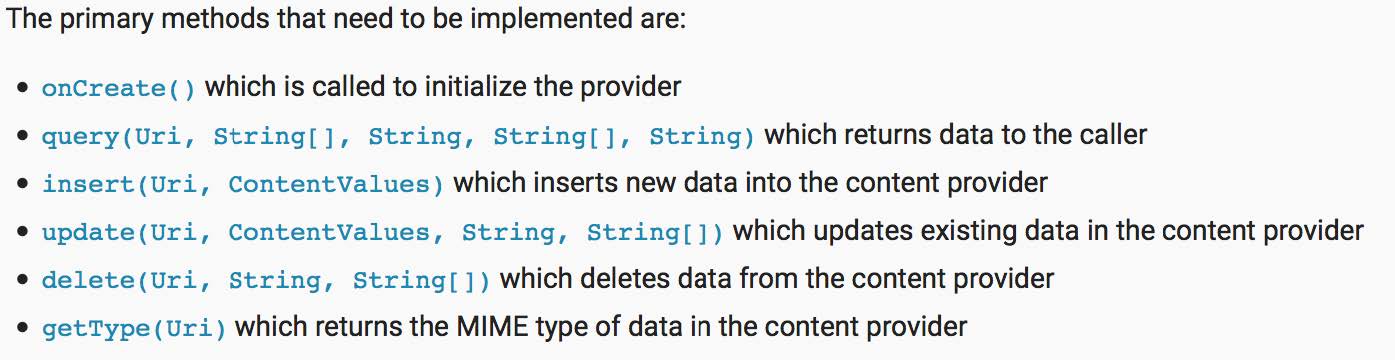 The primary methods that need to be implemented are:
• onCreate() which is called to initialize the provider
• query(Uri, String[], String, String[], String) which returns data to the caller
• insert(Uri, ContentValues) which inserts new data into the content provider
• update(Uri, ContentValues, String, String[]) which updates existing data in the content provider
• delete(Uri, String, String[]) which deletes data from the content provider
• getType(Uri) which returns the MIME type of data in the content provider